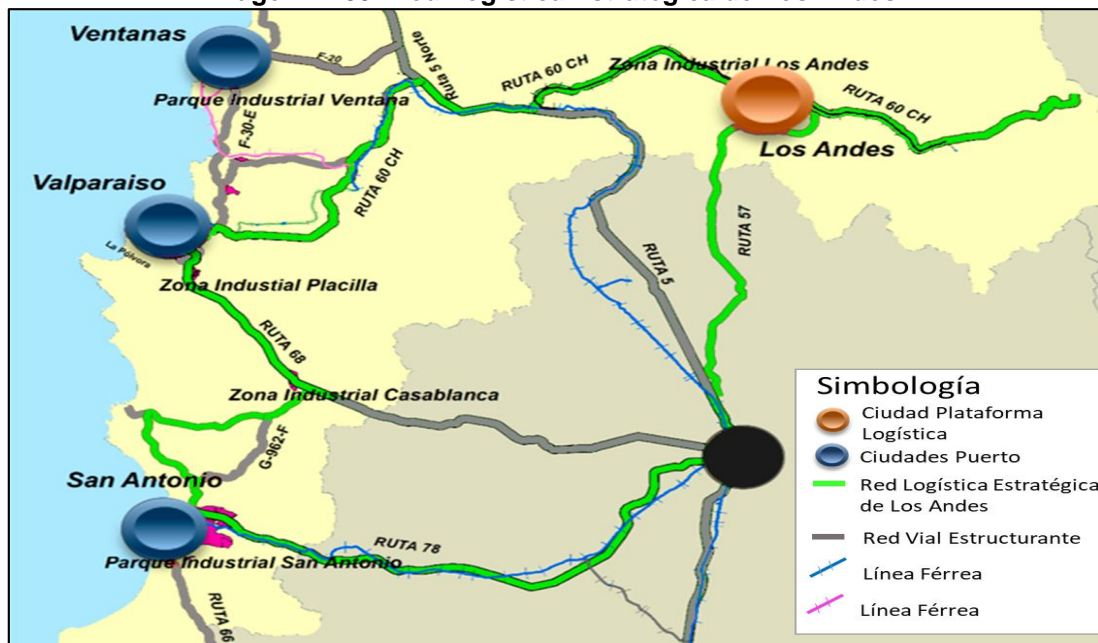 Ventanas
F-20
Ruta 5 Norte
RUTA 60 CH
Zona Industrial Los Andes
Parque industrial Ventana
RUTA 60 CH
F-30-E
Los Andes
Valparaiso
RUTA 60 CH
RUTA 57
La Pólvora
Zona Industial Placilla
RUTA 5
RUTA 68
Zona Industrial Casablanca
G-962-F
San Antonio
RUTA 78
Parque Industrial San Antonio
RUTA 66
Simbología
Ciudad Plataforma
Logística
Ciudades Puerto
Red Logística Estratégica
de Los Andes
Red Vial Estructurante
Línea Férrea
Línea Férrea